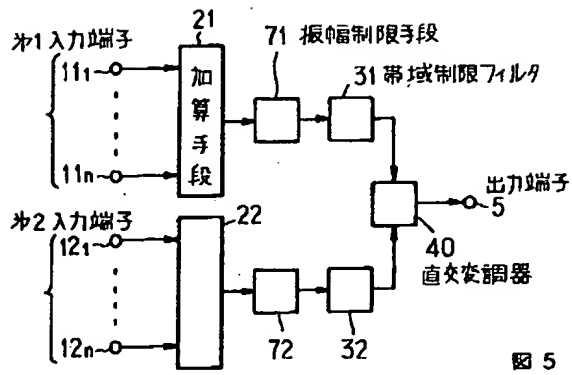 21
才1 入力端子
11₁
11n
加算手段
71 振幅制限手段
31 帯域制限フィルタ
出力端子
5
40
直交変調器
才2 入力端子
22
12₁
12n
72
32
図 5